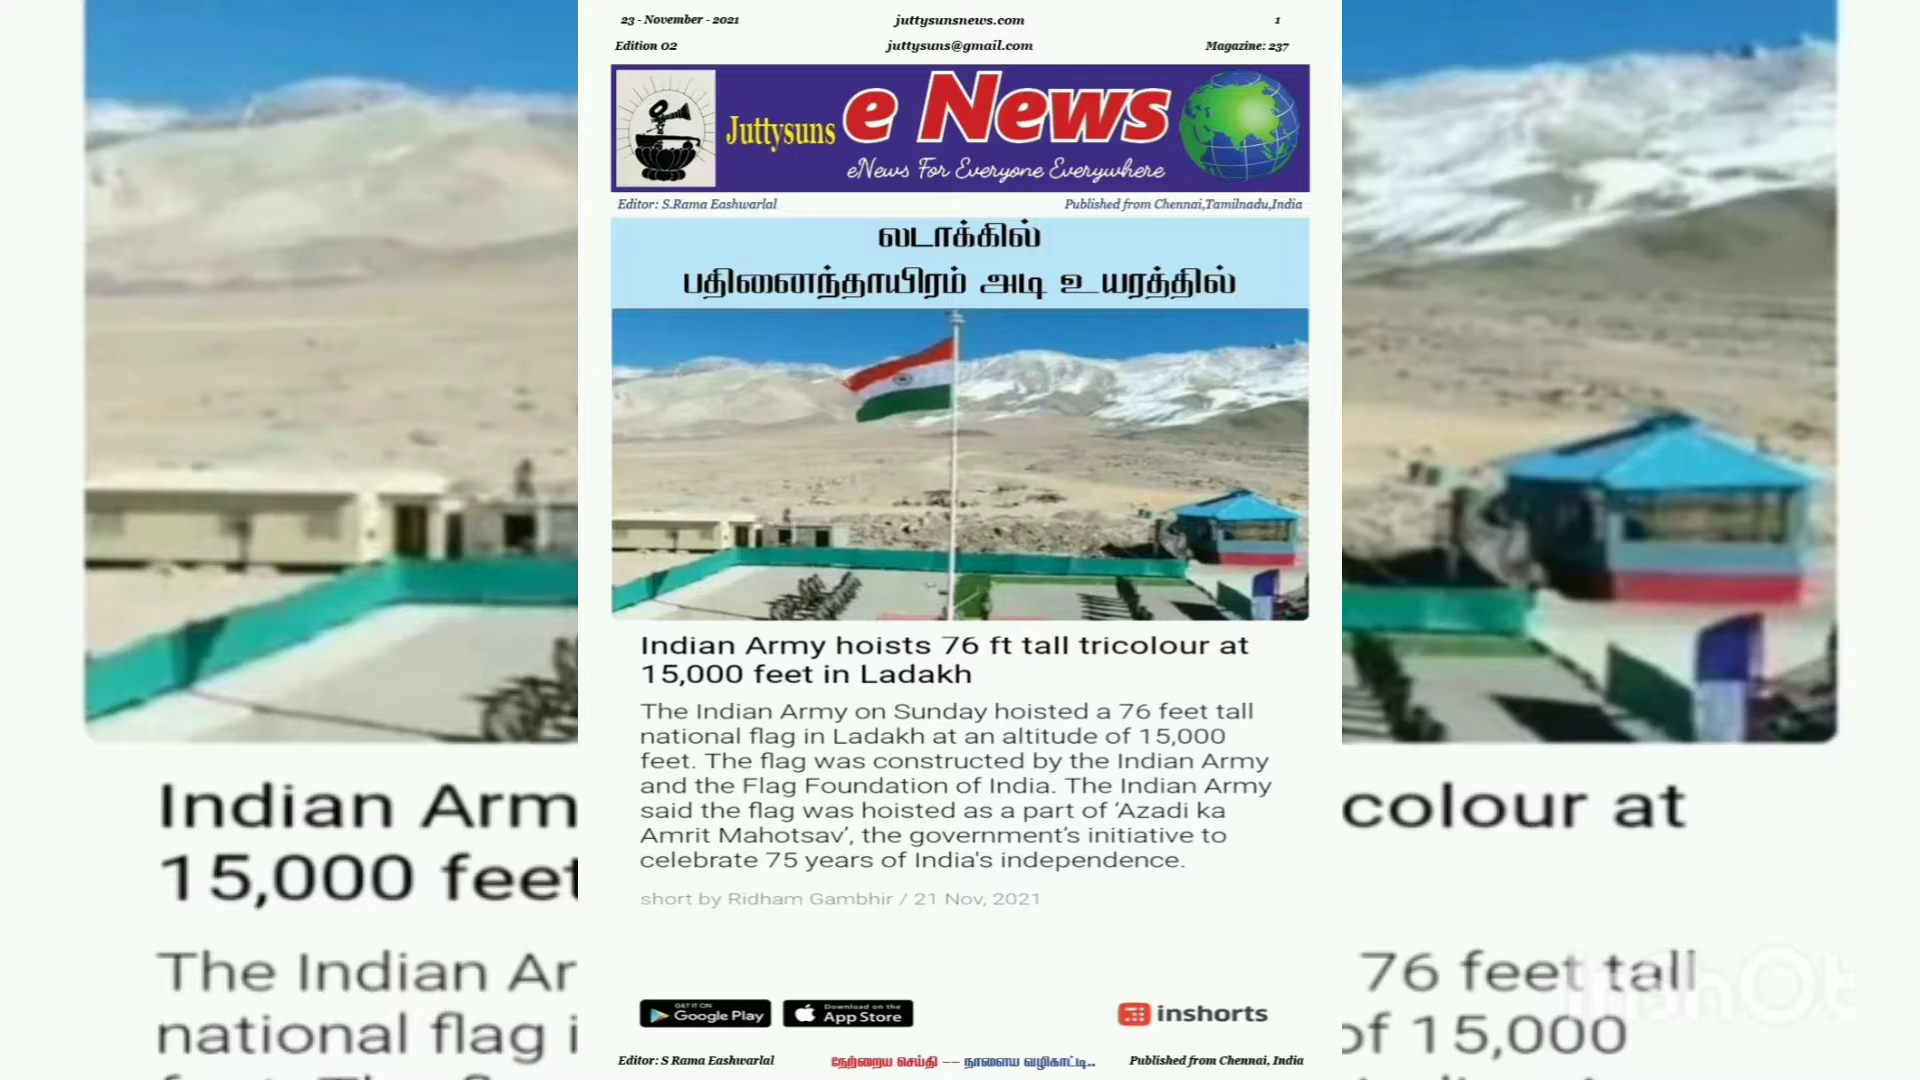 23 - November - 2021
juttysunsnews.com
1
Edition 02
juttysuns@gmail.com
Magazine: 237
Juttysuns e News
eNews For Everyone Everywhere
Editor: S.Rama Eashwarlal
Published from Chennai,Tamilnadu,India
லடாக்கில்
பதினைந்தாயிரம் அடி உயரத்தில்
Indian Army hoists 76 ft tall tricolour at
15,000 feet in Ladakh
The Indian Army on Sunday hoisted a 76 feet tall
national flag in Ladakh at an altitude of 15,000
feet. The flag was constructed by the Indian Army
and the Flag Foundation of India. The Indian Army
said the flag was hoisted as a part of ‘Azadi ka
Amrit Mahotsav’, the government’s initiative to
celebrate 75 years of India's independence.
short by Ridham Gambhir / 21 Nov, 2021
GET IT ON
Google Play
Download on the
App Store
inshorts
Editor: S Rama Eashwarlal
நேற்றைய செய்தி -- நாளைய வழிகாட்டி..
Published from Chennai, India
Indian Arm
15,000 feet
The Indian Ar
national flag i
colour at
76 feet tall
of 15,000
InShOt